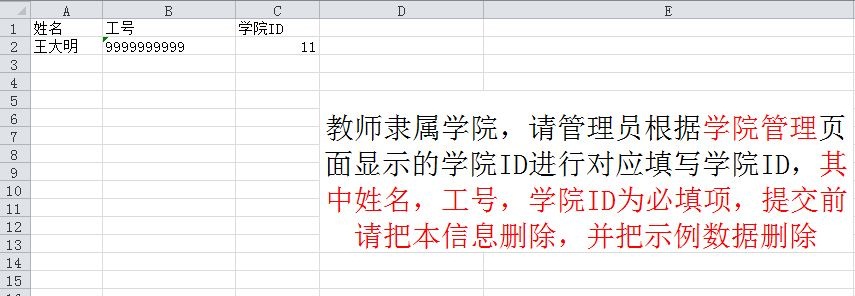 A B C D E
1 姓名 工号 学院ID
2 王大明 9999999999 11
3
4
5
6
7
8
9
10
11
12
13
14
15
教师隶属学院，请管理员根据学院管理页
面显示的学院ID进行对应填写学院ID，其
中姓名，工号，学院ID为必填项，提交前
请把本信息删除，并把示例数据删除